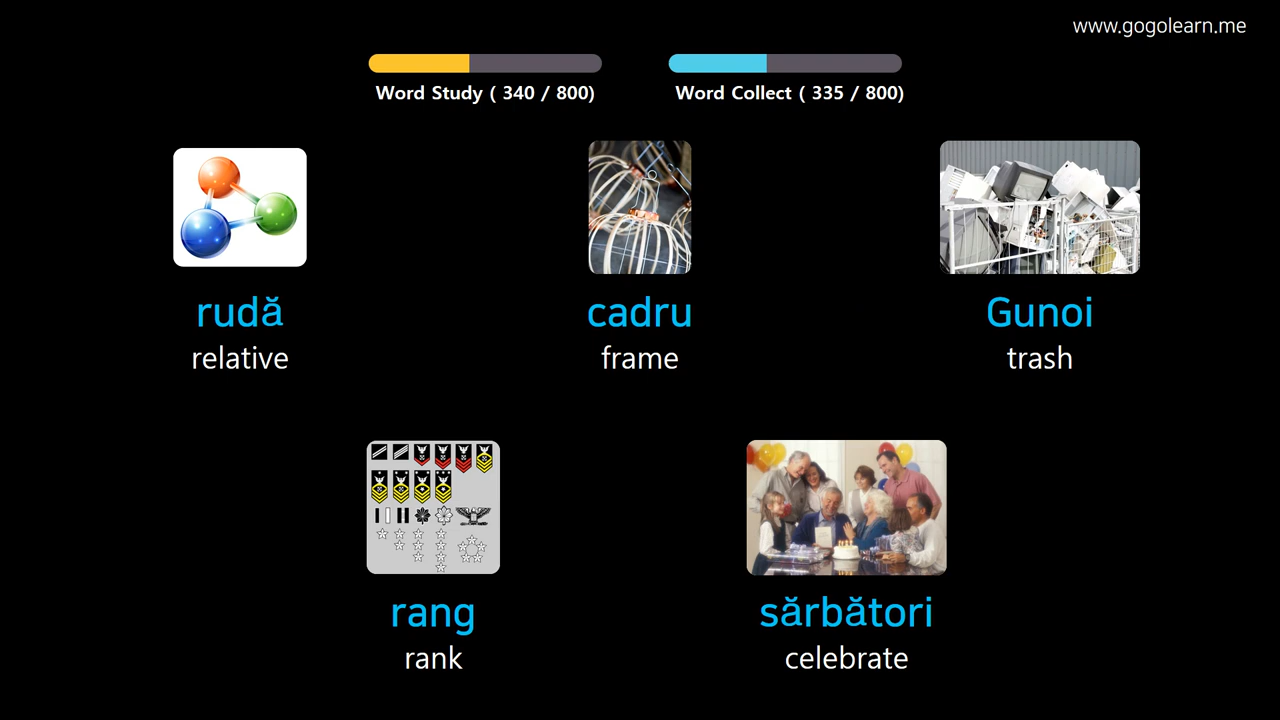 www.gogolearn.me
Word Study ( 340 / 800)
Word Collect ( 335 / 800)
rudă
relative
cadru
frame
Gunoi
trash
rang
rank
sărbători
celebrate